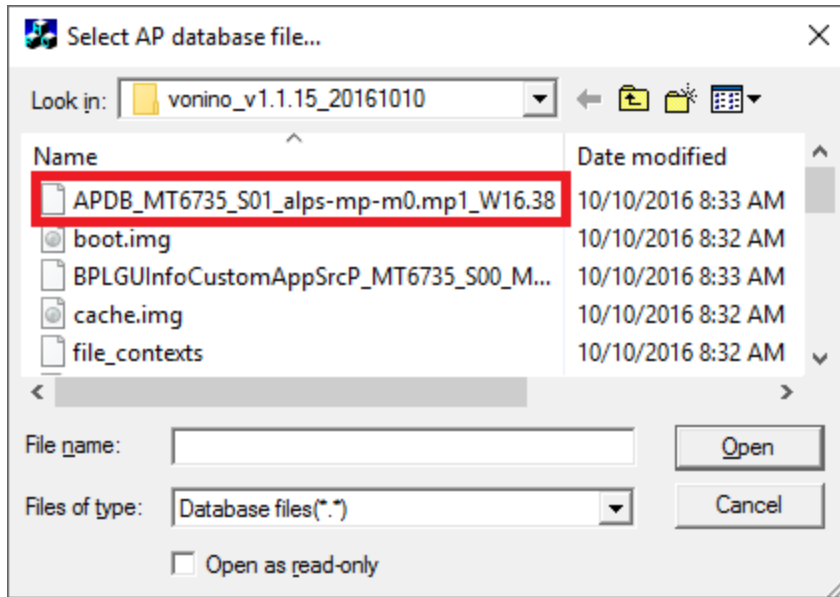 Select AP database file...
Look in: vonino_v1.1.15_20161010
Name Date modified
APDB_MT6735_S01_alps-mp-m0.mp1_W16.38 10/10/2016 8:33 AM
boot.img 10/10/2016 8:32 AM
BPLGUInfoCustomAppSrcP_MT6735_S00_M... 10/10/2016 8:33 AM
cache.img 10/10/2016 8:32 AM
file_contexts 10/10/2016 8:32 AM
File name: Open
Files of type: Database files(*.*) Cancel
Open as read-only